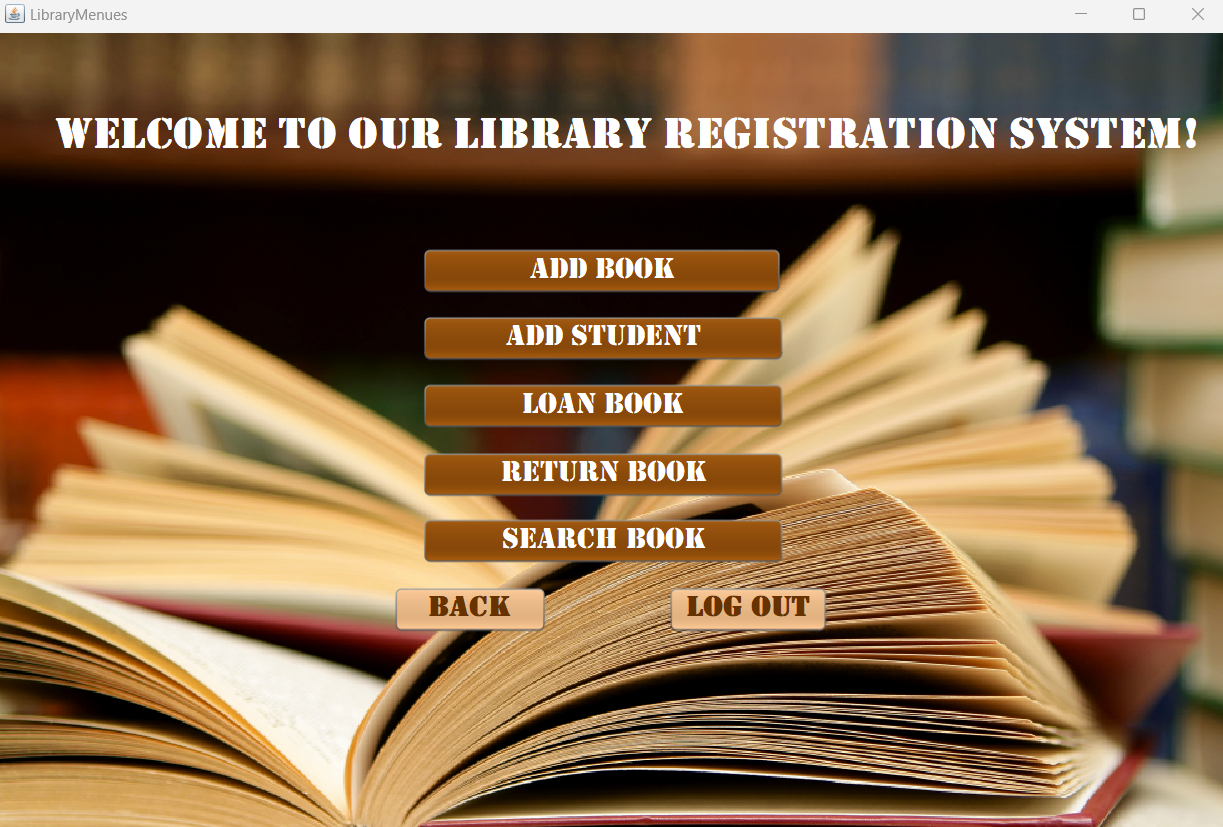 LibraryMenues
WELCOME TO OUR LIBRARY REGISTRATION SYSTEM!
ADD BOOK
ADD STUDENT
LOAN BOOK
RETURN BOOK
SEARCH BOOK
BACK LOG OUT